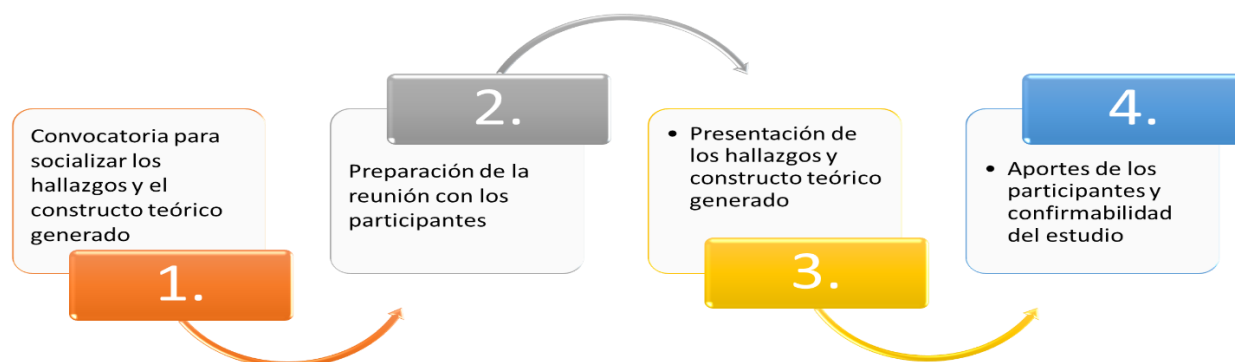 Convocatoria para
socializar los
hallazgos y el
constructo teórico
generado
1.
2.
Preparación de la
reunión con los
participantes
• Presentación de
los hallazgos y
constructo teórico
generado
3.
4.
• Aportes de los
participantes y
confirmabilidad
del estudio